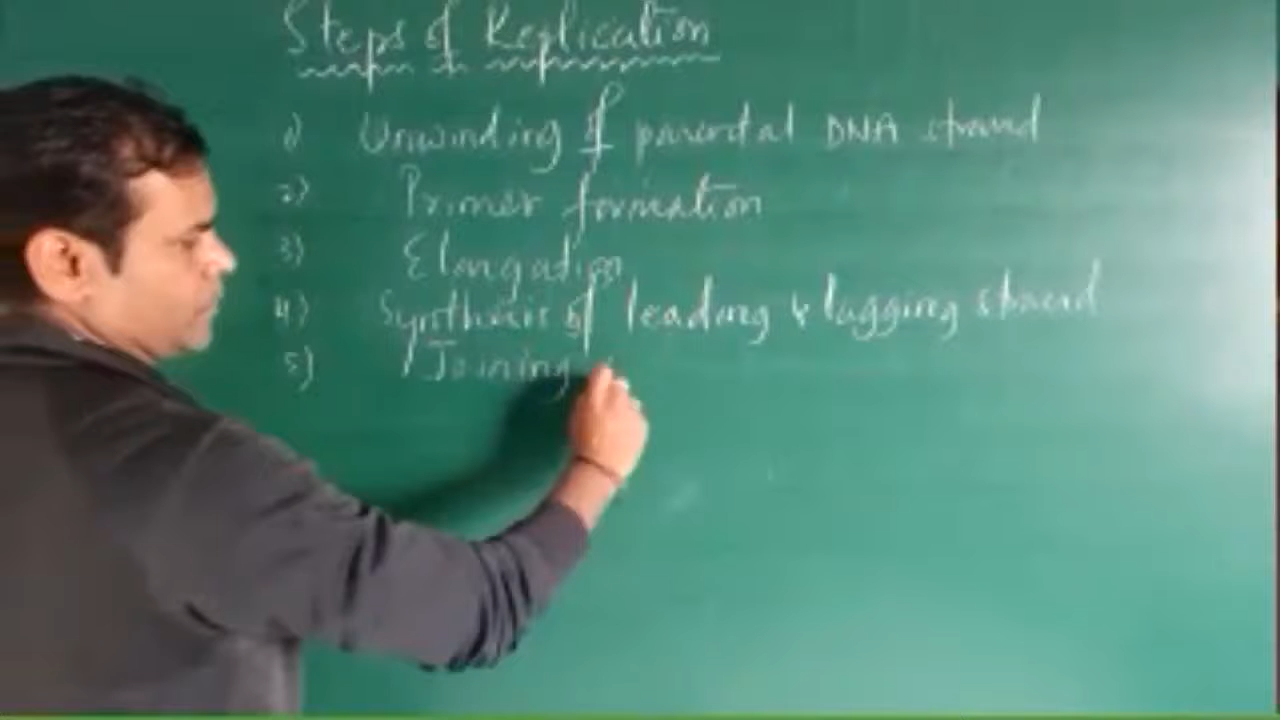 Steps of Replication
1) Unwinding of parental DNA strand
2) Primer formation
3) Elongation
4) Synthesis of leading & lagging strand
5) Joining